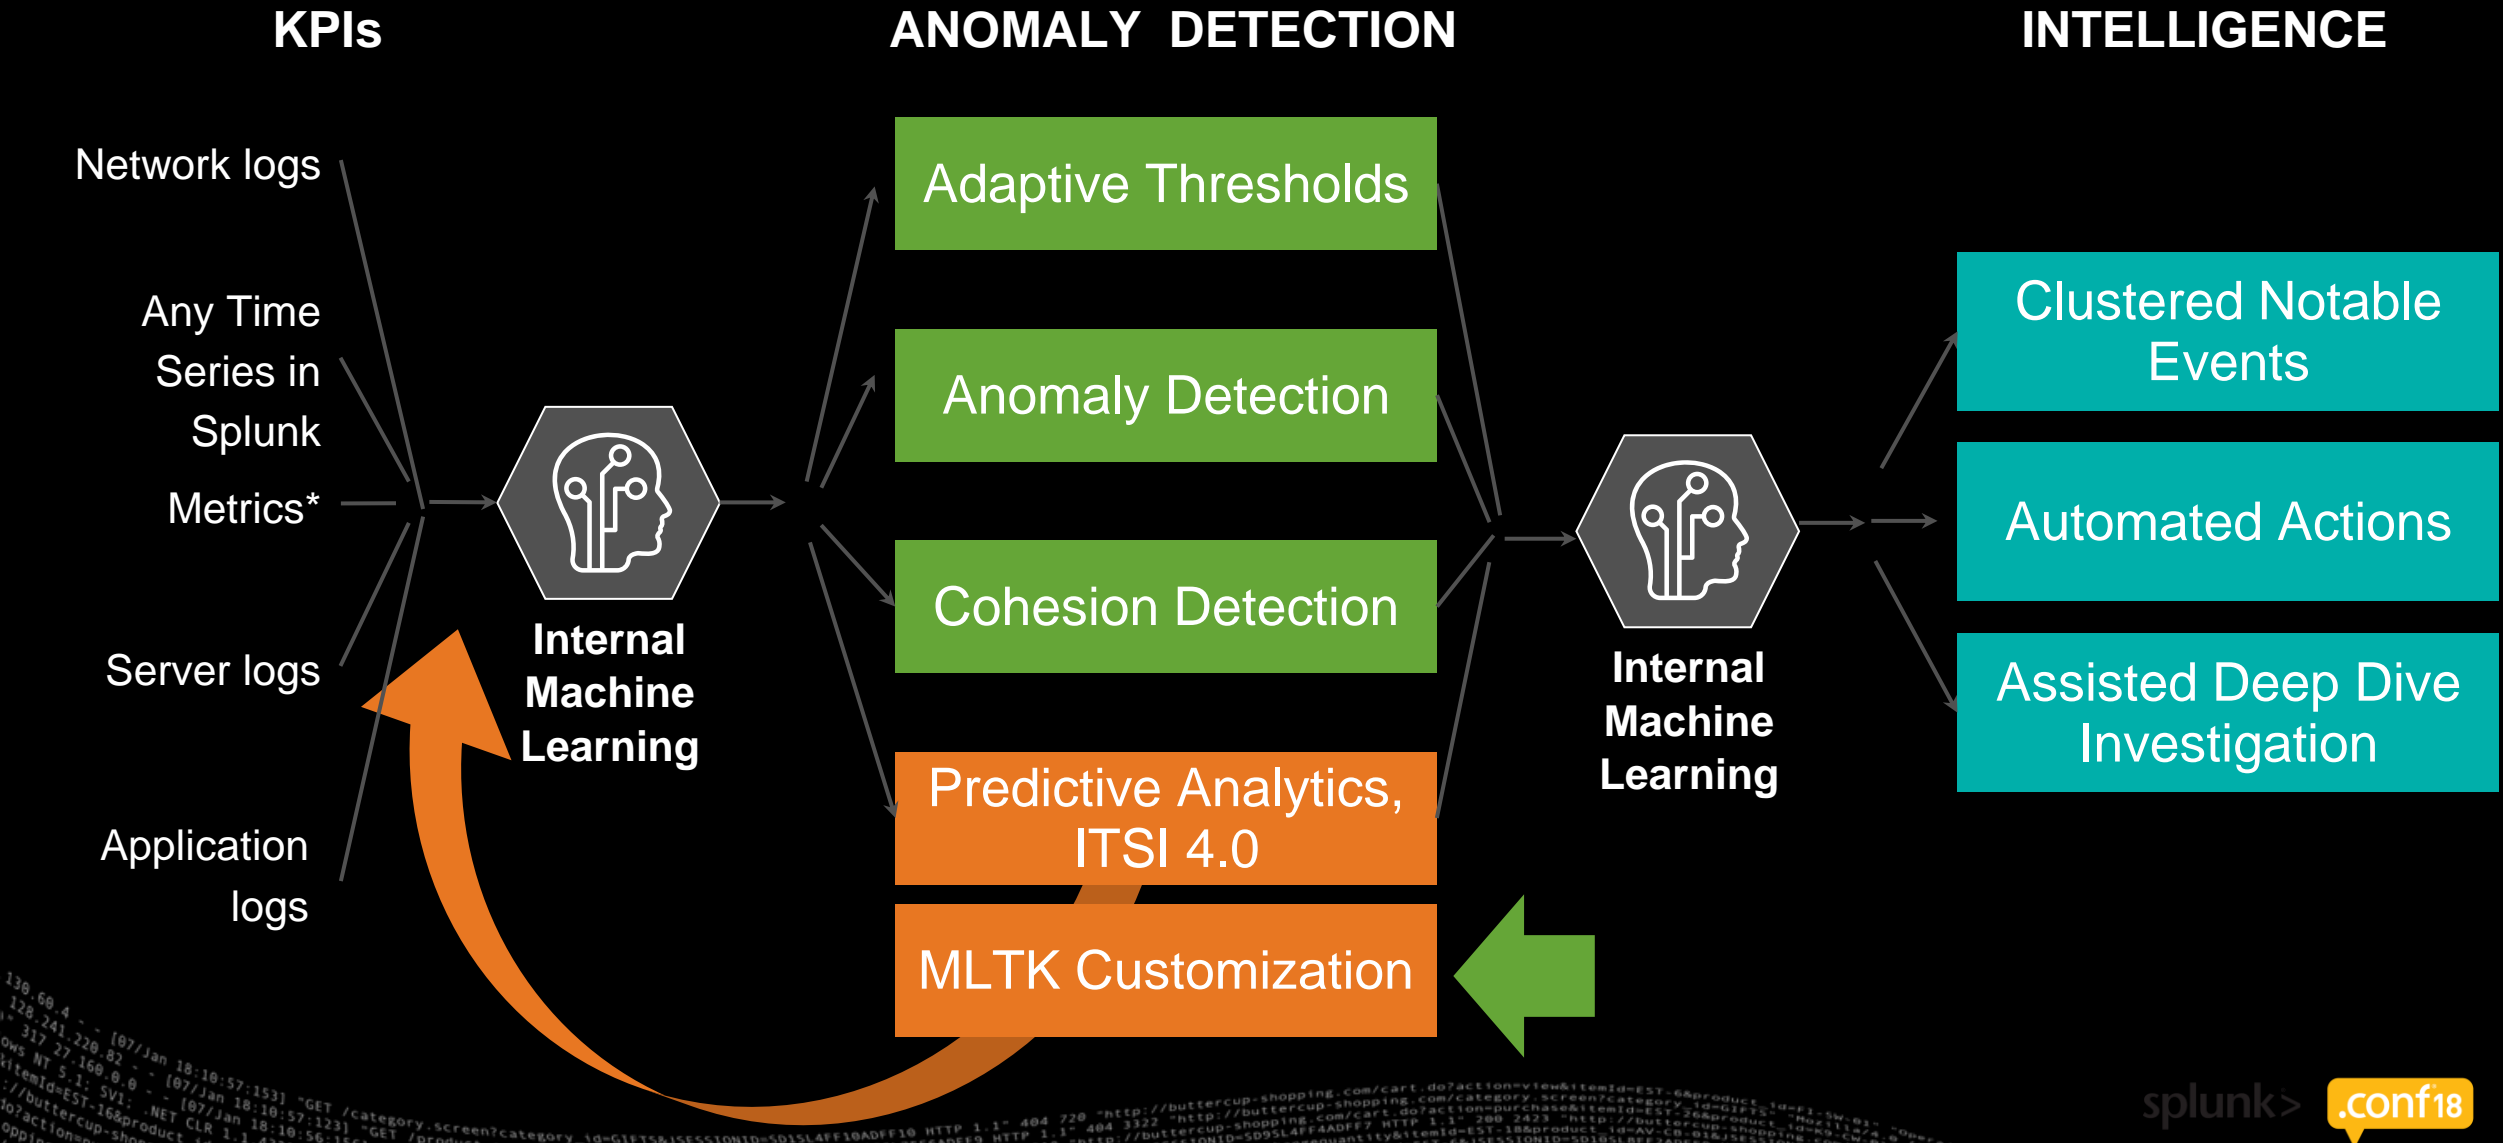 KPIs
ANOMALY DETECTION
INTELLIGENCE
Network logs
Any Time
Series in
Splunk
Metrics*
Server logs
Application
logs
Internal
Machine
Learning
Adaptive Thresholds
Anomaly Detection
Cohesion Detection
Predictive Analytics,
ITSI 4.0
MLTK Customization
Internal
Machine
Learning
Clustered Notable
Events
Automated Actions
Assisted Deep Dive
Investigation
splunk>
.conf18